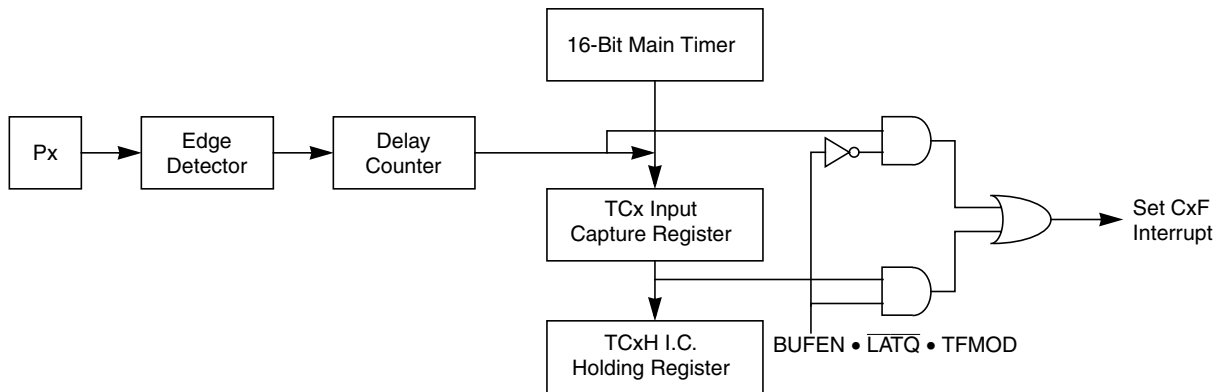 16-Bit Main Timer
Px
Edge
Detector
Delay
Counter
TCx Input
Capture Register
Set CxF
Interrupt
TCxH I.C.
Holding Register
BUFEN • L̅A̅T̅Q̅ • TFMOD